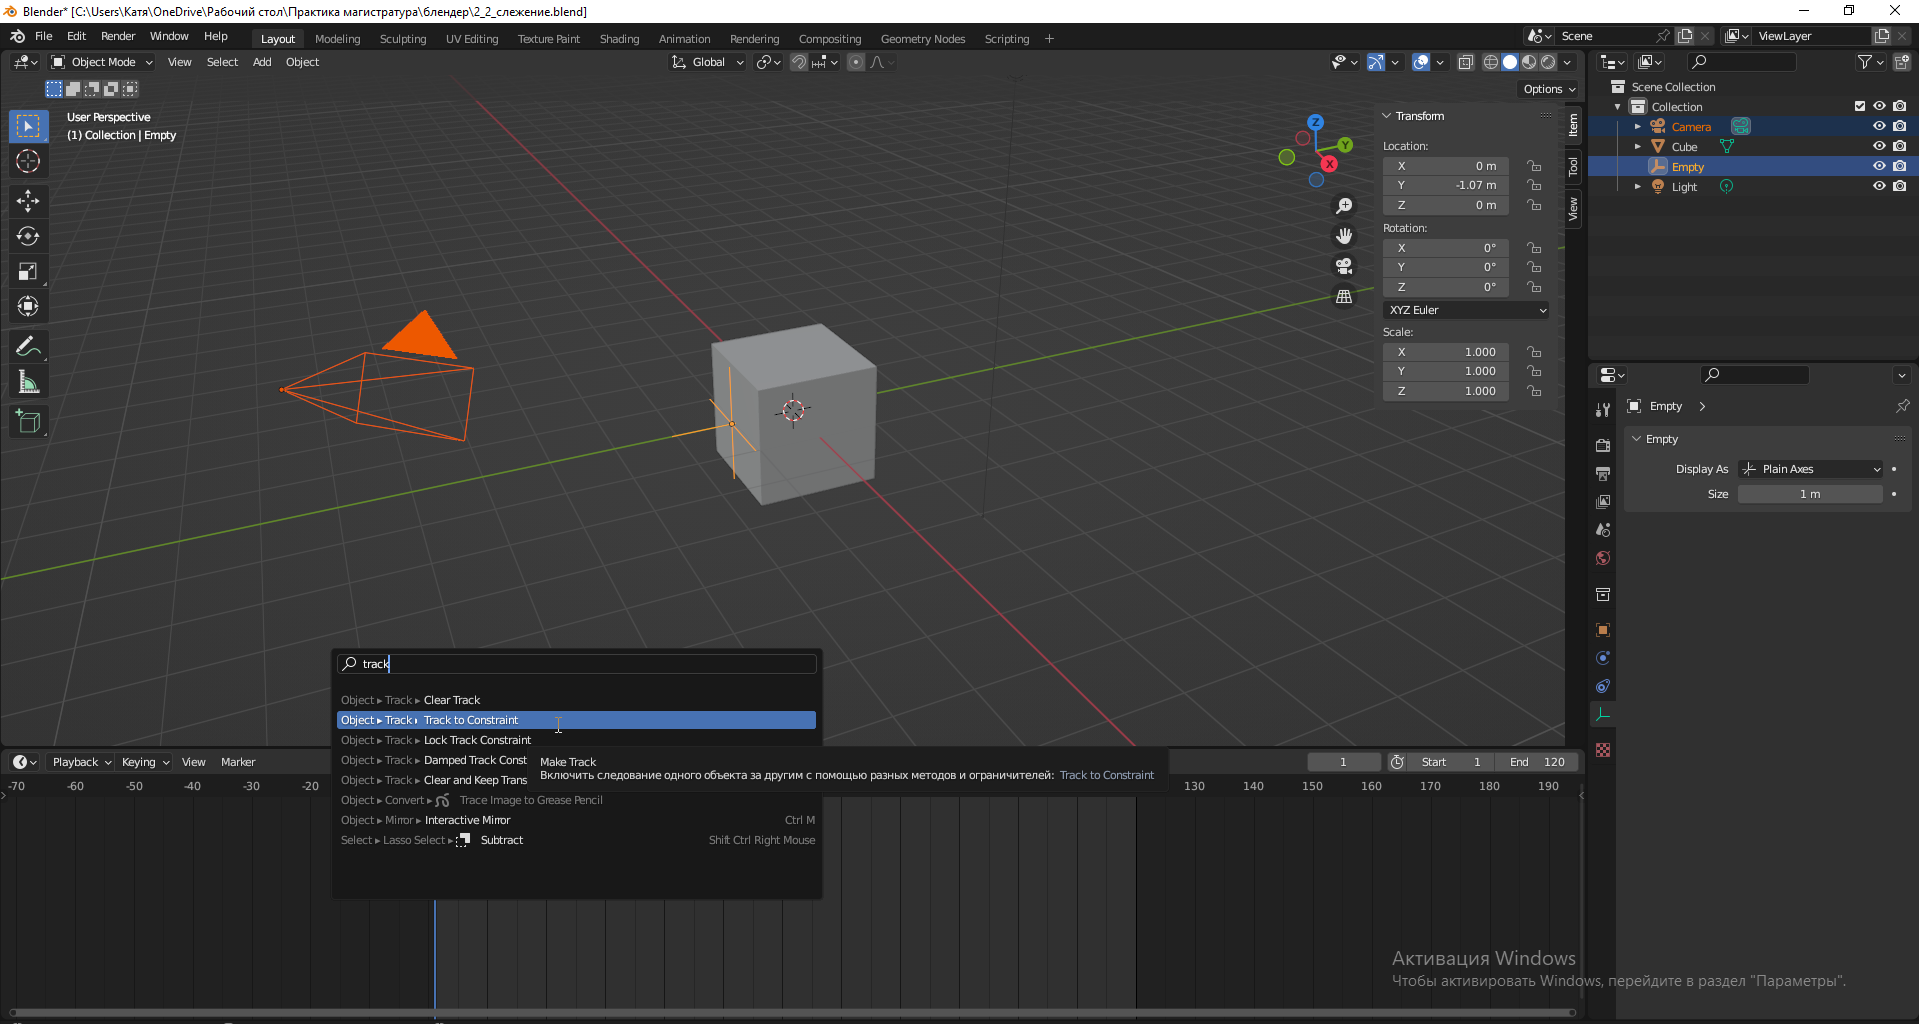 Blender* [C:\Users\Катя\OneDrive\Рабочий стол\Практика магистратура\блендер\2_2_слежение.blend]
File Edit Render Window Help Layout Modeling Sculpting UV Editing Texture Paint Shading Animation Rendering Compositing Geometry Nodes Scripting + Scene ViewLayer
Object Mode View Select Add Object Global
Options
User Perspective
(1) Collection | Empty
Z
Y
X
Transform
Location:
X 0 m
Y -1.07 m
Z 0 m
Rotation:
X 0°
Y 0°
Z 0°
XYZ Euler
Scale:
X 1.000
Y 1.000
Z 1.000
Item
Tool
View
Scene Collection
Collection
Camera
Cube
Empty
Light
Empty
Empty
Display As Plain Axes
Size 1 m
track
Object Track Clear Track
Object Track Track to Constraint
Object Track Lock Track Constraint
Object Track Damped Track Const
Object Track Clear and Keep Trans
Object Convert Trace Image to Grease Pencil
Object Mirror Interactive Mirror Ctrl M
Select Lasso Select Subtract Shift Ctrl Right Mouse
Make Track
Включить следование одного объекта за другим с помощью разных методов и ограничителей: Track to Constraint
Playback Keying View Marker 1 Start 1 End 120
-70 -60 -50 -40 -30 -20 130 140 150 160 170 180 190
Активация Windows
Чтобы активировать Windows, перейдите в раздел "Параметры".